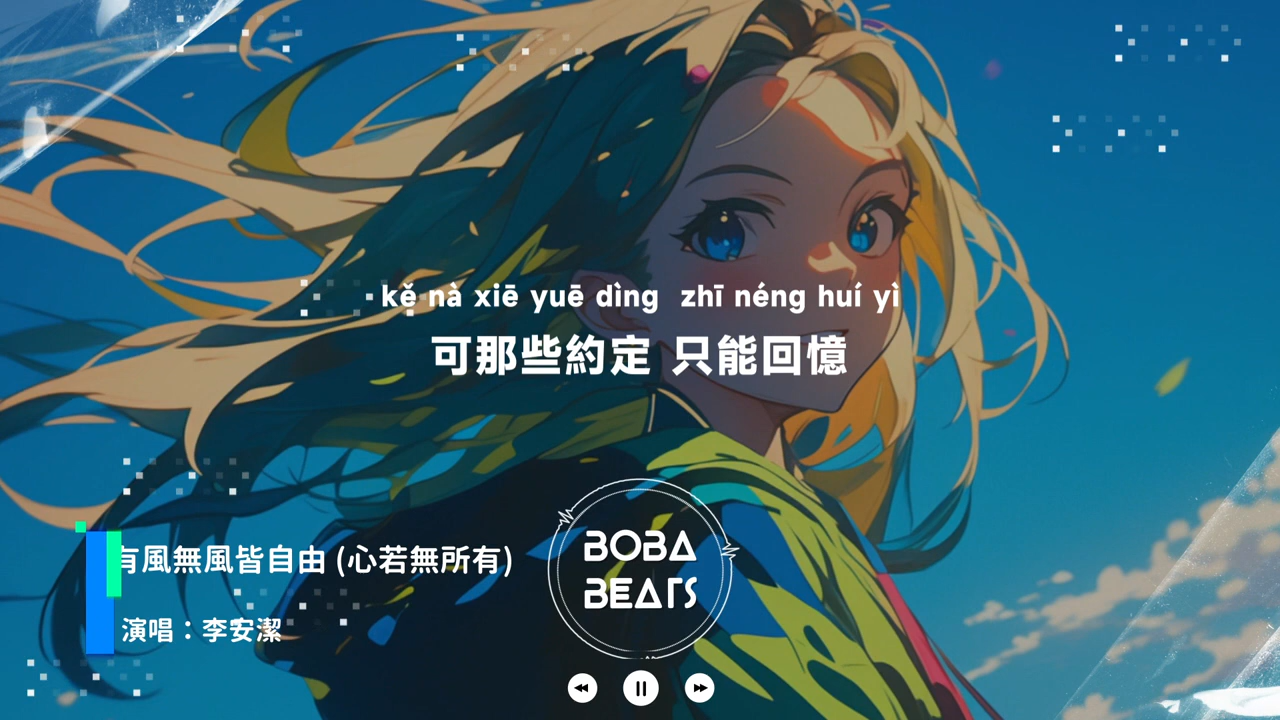 kě nà xiē yuē dìng zhī néng huí yì
可那些約定 只能回憶
有風無風皆自由 (心若無所有)
演唱：李安潔
BOBA
BEATS